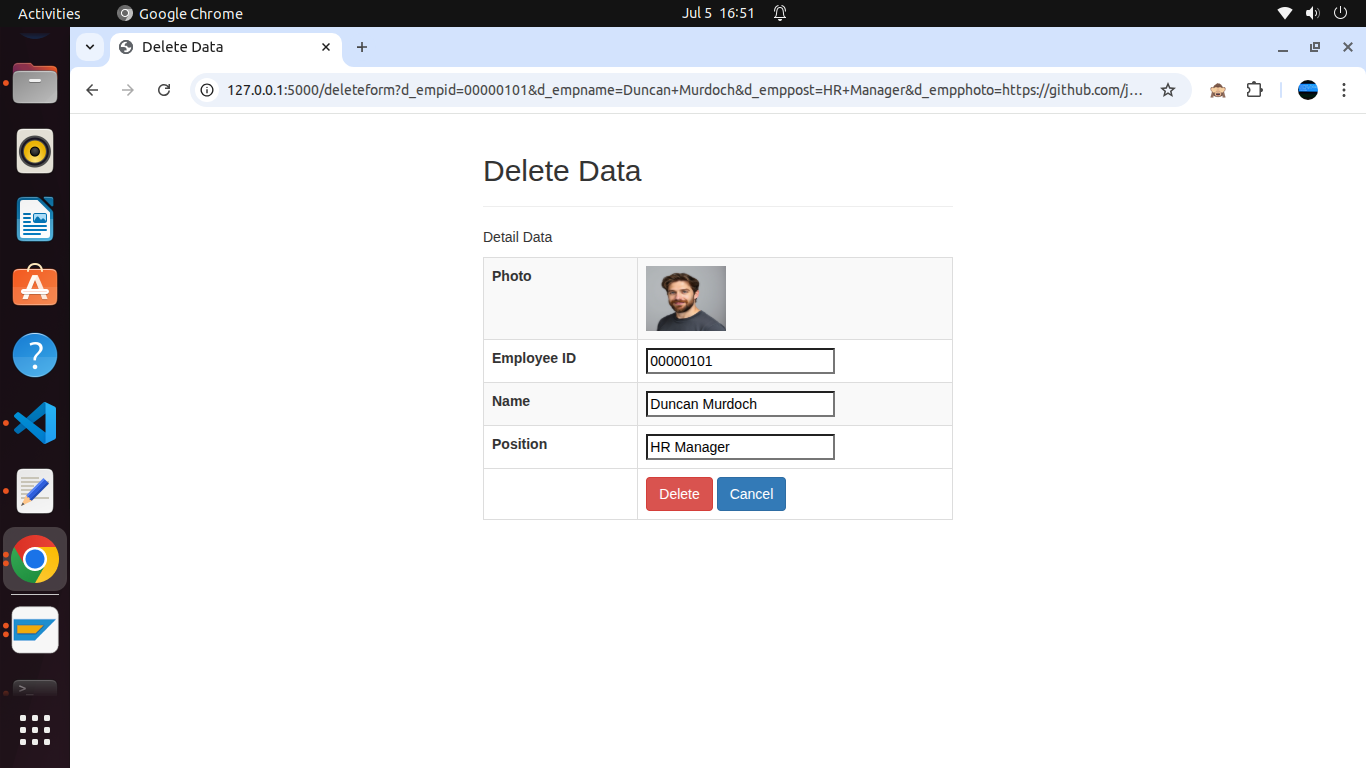 Activities
Google Chrome
Jul 5 16:51
Delete Data
127.0.0.1:5000/deleteform?d_empid=00000101&d_empname=Duncan+Murdoch&d_emppost=HR+Manager&d_empphoto=https://github.com/j...
Delete Data
Detail Data
Photo
Employee ID 00000101
Name Duncan Murdoch
Position HR Manager
Delete Cancel